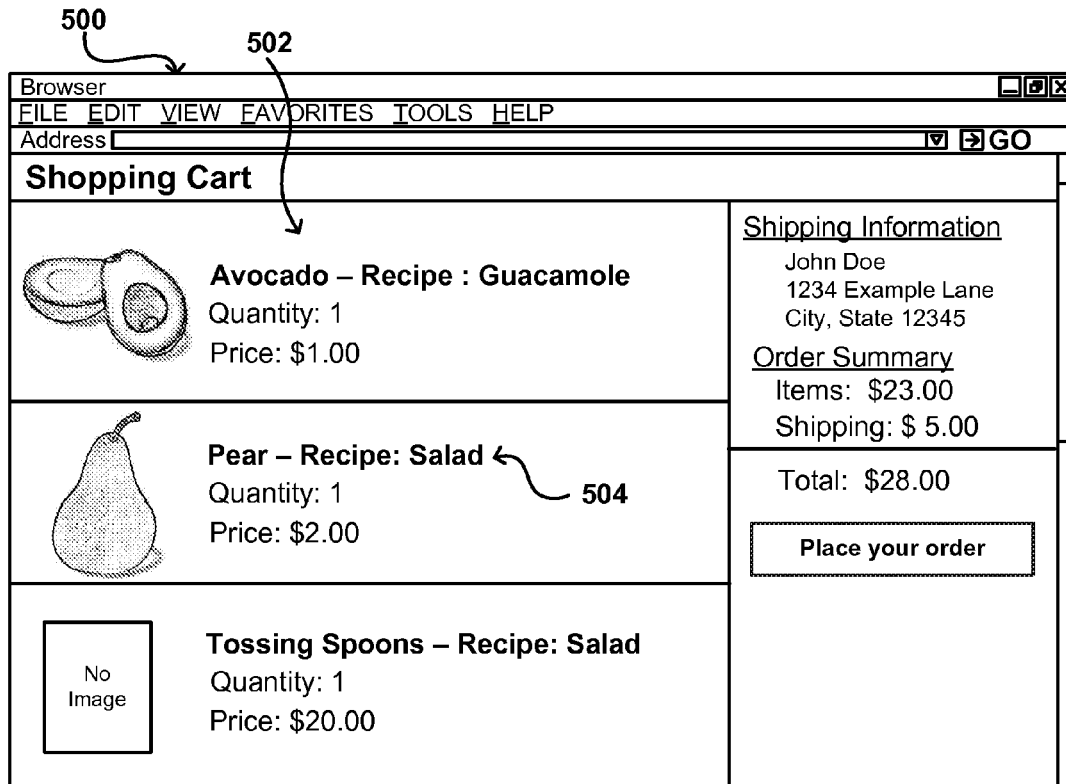 500
502
Browser
FILE EDIT VIEW FAVORITES TOOLS HELP
Address GO
Shopping Cart
Avocado – Recipe : Guacamole
Quantity: 1
Price: $1.00
Pear – Recipe: Salad
504
Quantity: 1
Price: $2.00
No
Image
Tossing Spoons – Recipe: Salad
Quantity: 1
Price: $20.00
Shipping Information
John Doe
1234 Example Lane
City, State 12345
Order Summary
Items: $23.00
Shipping: $ 5.00
Total: $28.00
Place your order